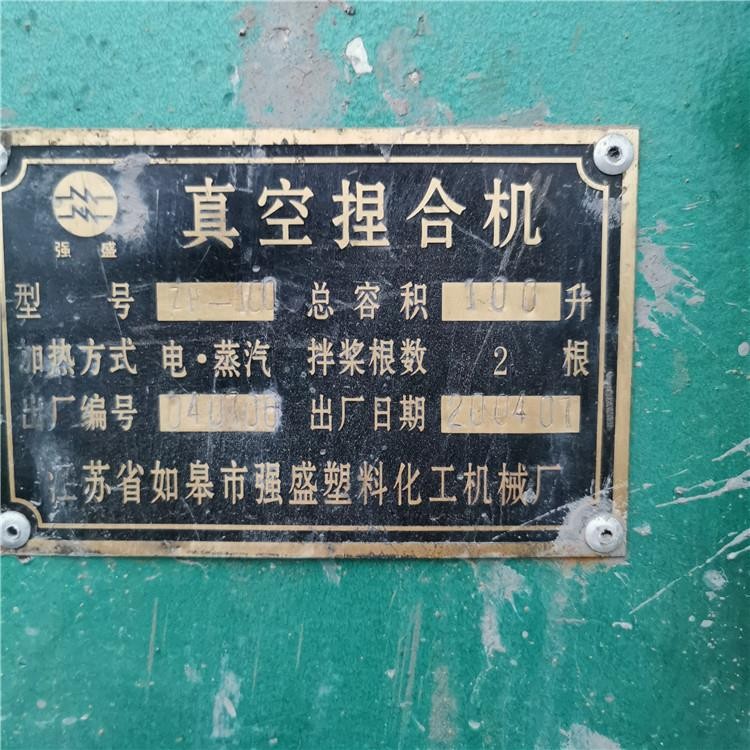 真空捏合机
强盛
型号 ZH-100 总容积 100 升
加热方式 电·蒸汽 拌桨根数 2 根
出厂编号 出厂日期 200407
江苏省如皋市强盛塑料化工机械厂